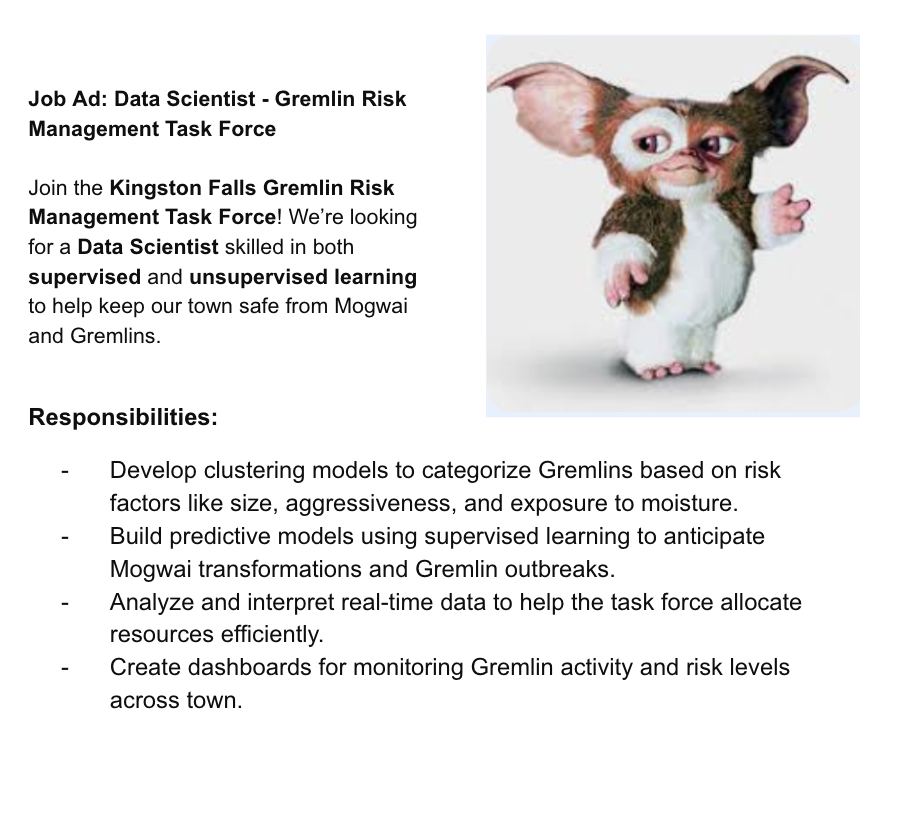 Job Ad: Data Scientist - Gremlin Risk
Management Task Force
Join the Kingston Falls Gremlin Risk
Management Task Force! We’re looking
for a Data Scientist skilled in both
supervised and unsupervised learning
to help keep our town safe from Mogwai
and Gremlins.
Responsibilities:
- Develop clustering models to categorize Gremlins based on risk
factors like size, aggressiveness, and exposure to moisture.
- Build predictive models using supervised learning to anticipate
Mogwai transformations and Gremlin outbreaks.
- Analyze and interpret real-time data to help the task force allocate
resources efficiently.
- Create dashboards for monitoring Gremlin activity and risk levels
across town.